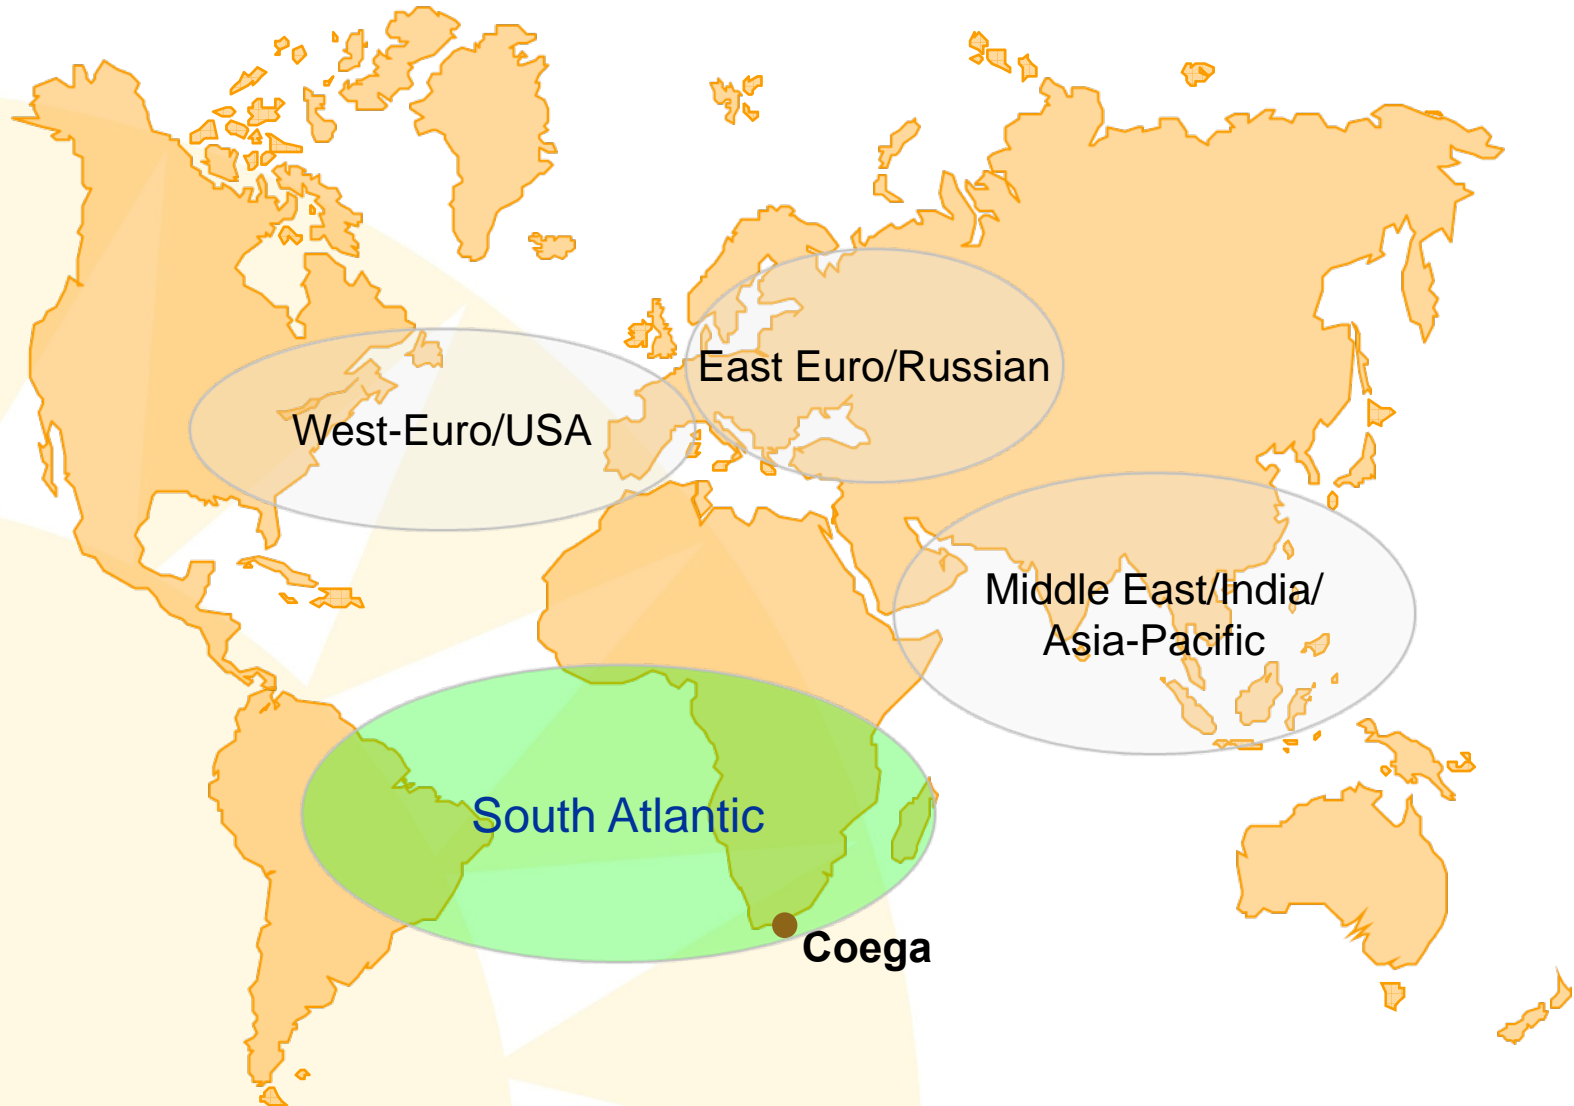 East Euro/Russian
West-Euro/USA
Middle East/India/
Asia-Pacific
South Atlantic
Coega